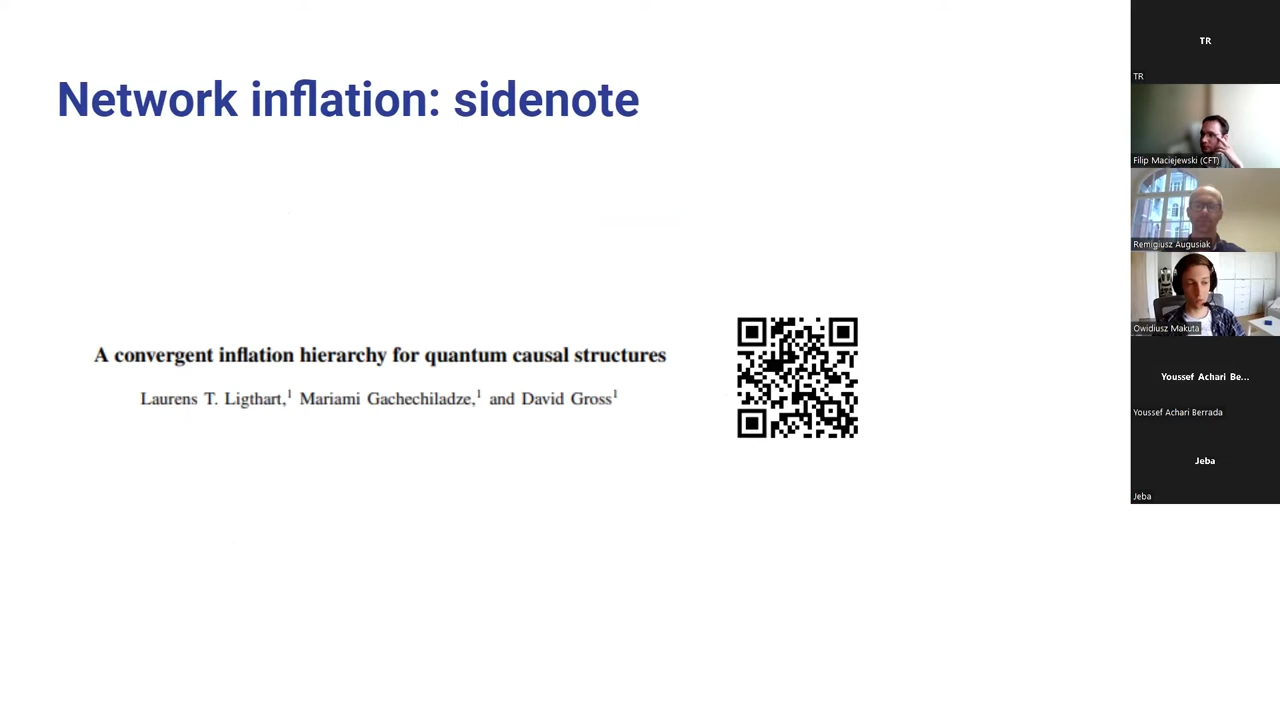 Network inflation: sidenote
A convergent inflation hierarchy for quantum causal structures
Laurens T. Ligthart,¹ Mariami Gachechiladze,¹ and David Gross¹
TR
TR
Filip Maciejewski (CFT)
Remigiusz Augusiak
Owidiusz Makuta
Youssef Achari Be...
Youssef Achari Berrada
Jeba
Jeba